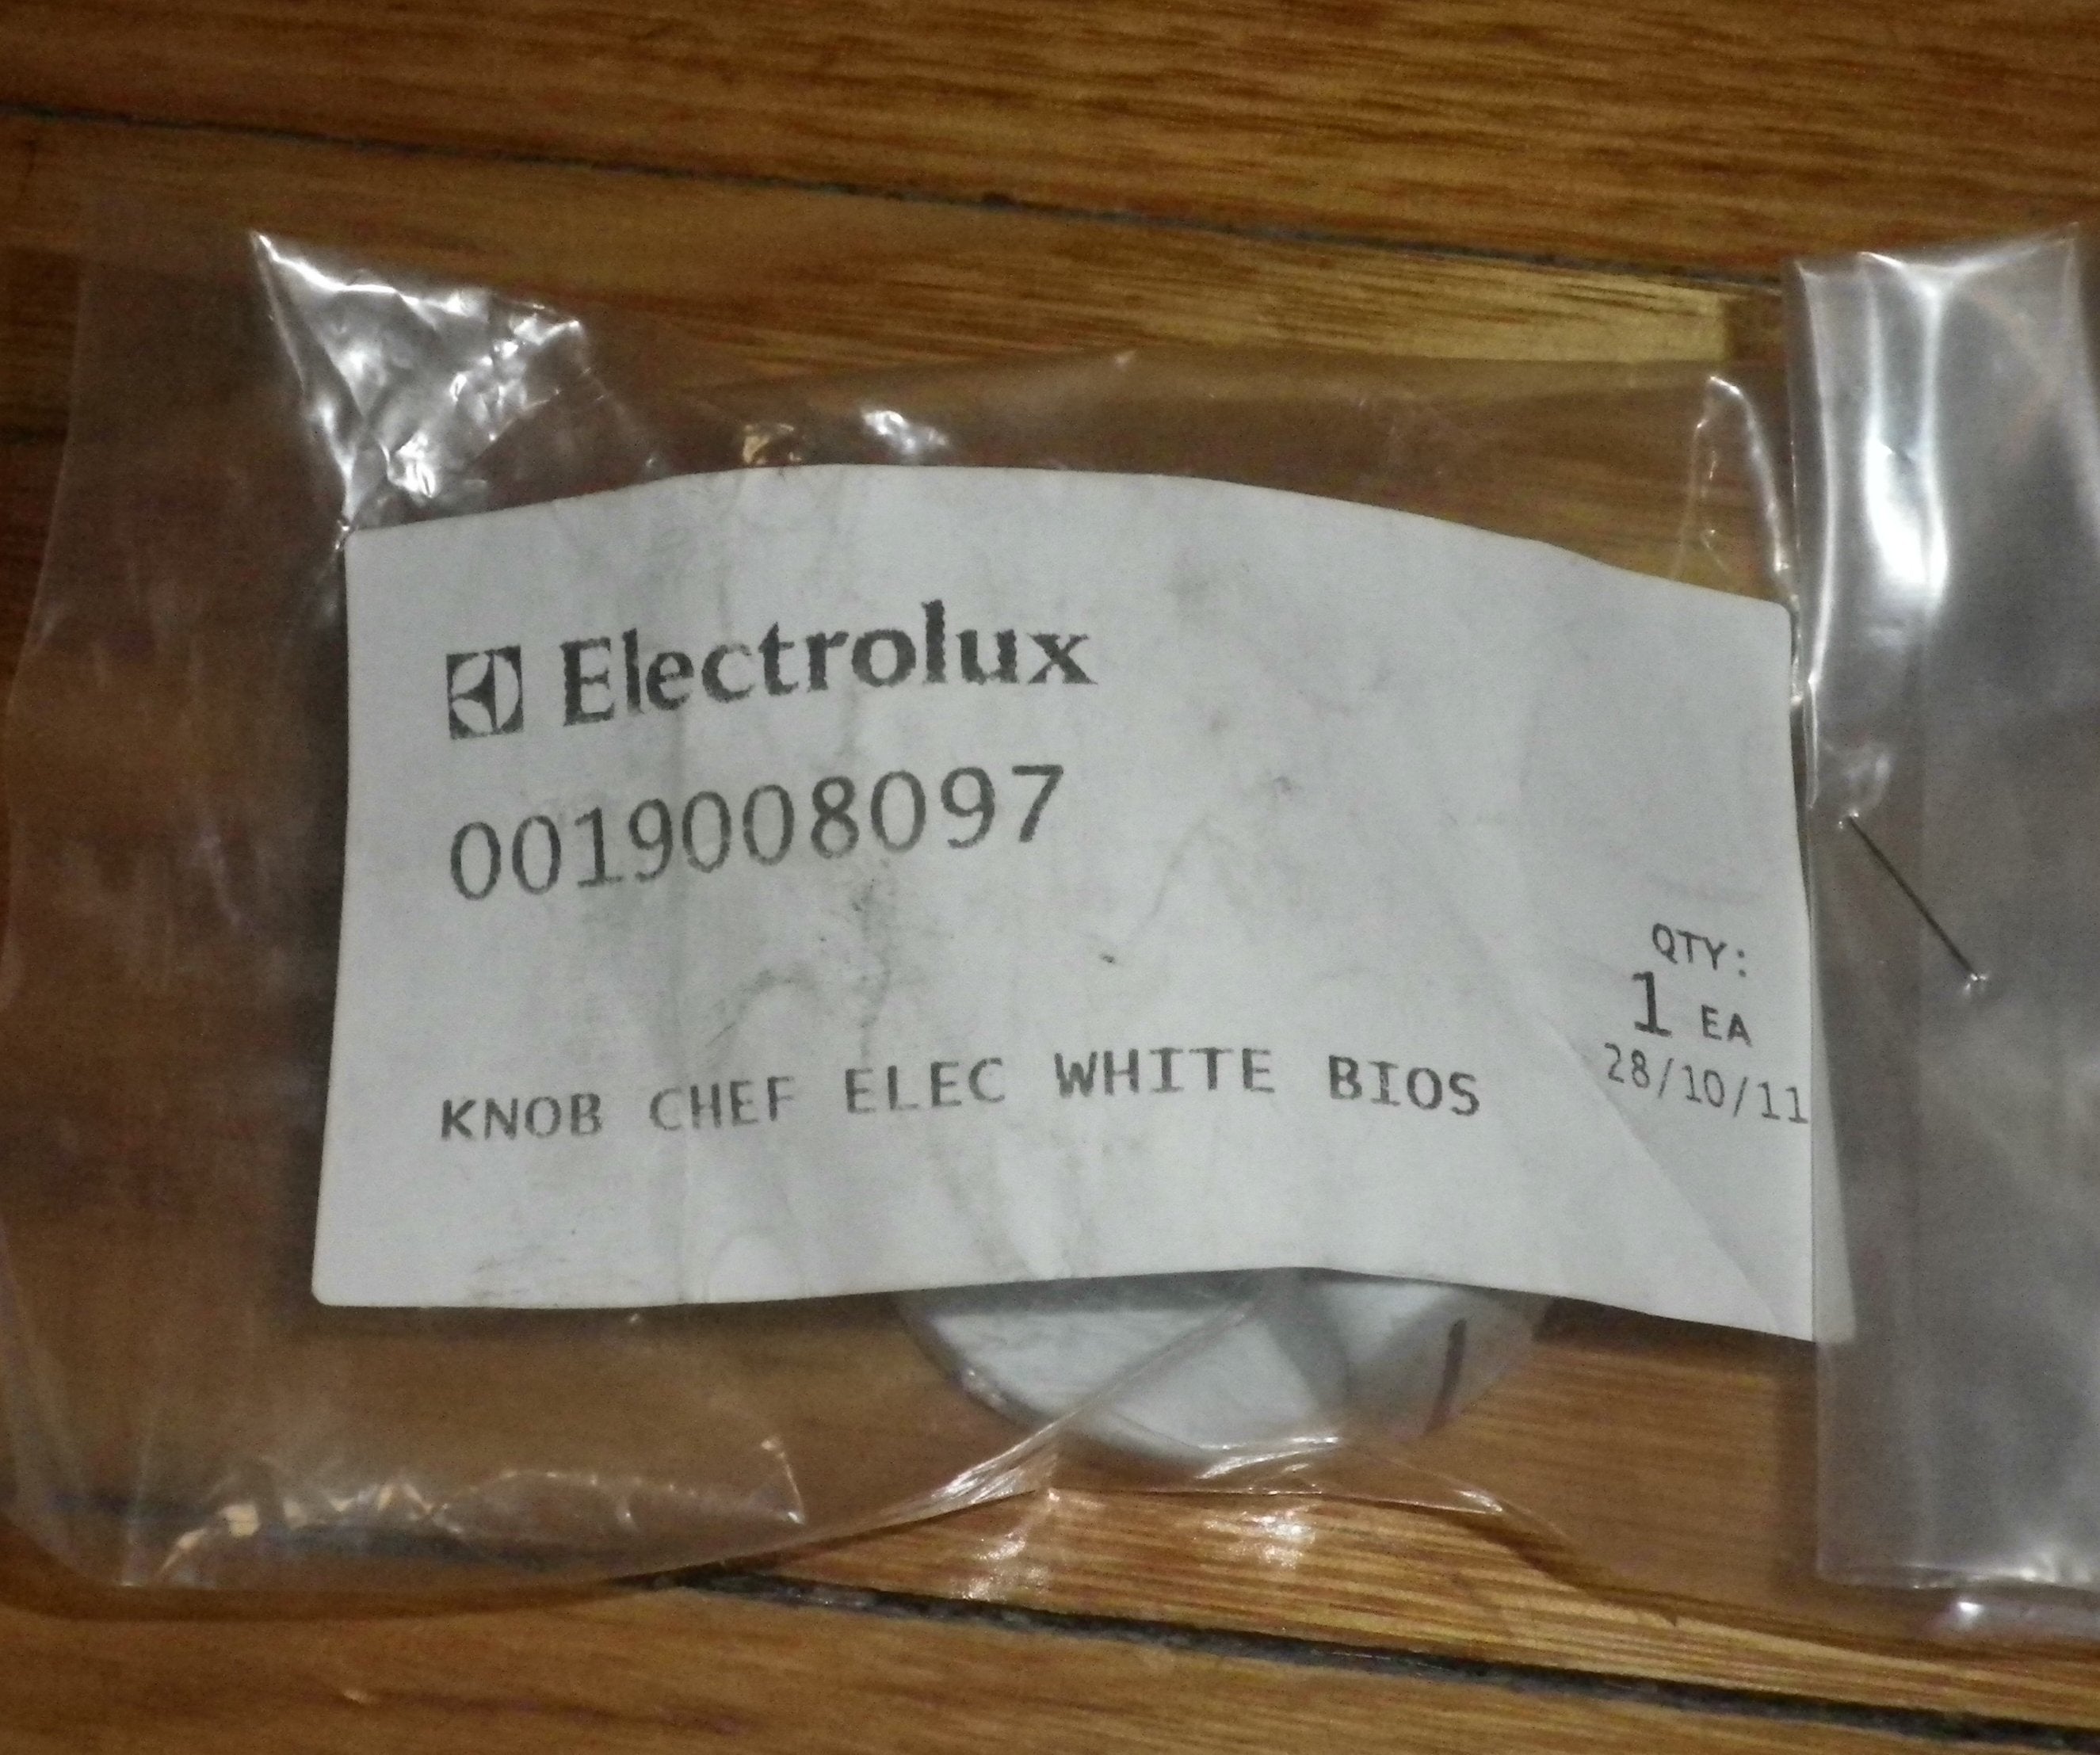 Electrolux
0019008097
QTY:
1 EA
28/10/11
KNOB CHEF ELEC WHITE BIOS